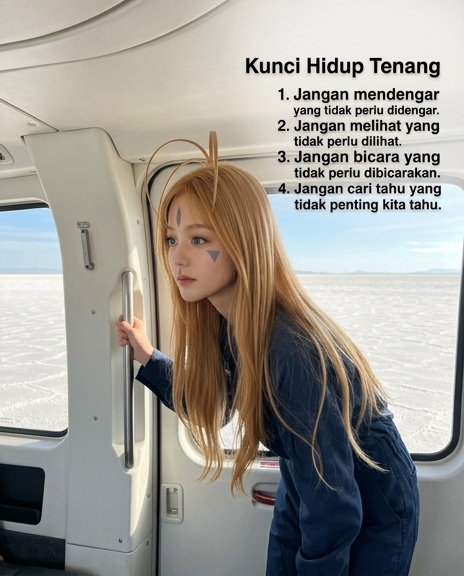 Kunci Hidup Tenang
1. Jangan mendengar
yang tidak perlu didengar.
2. Jangan melihat yang
tidak perlu dilihat.
3. Jangan bicara yang
tidak perlu dibicarakan.
4. Jangan cari tahu yang
tidak penting kita tahu.